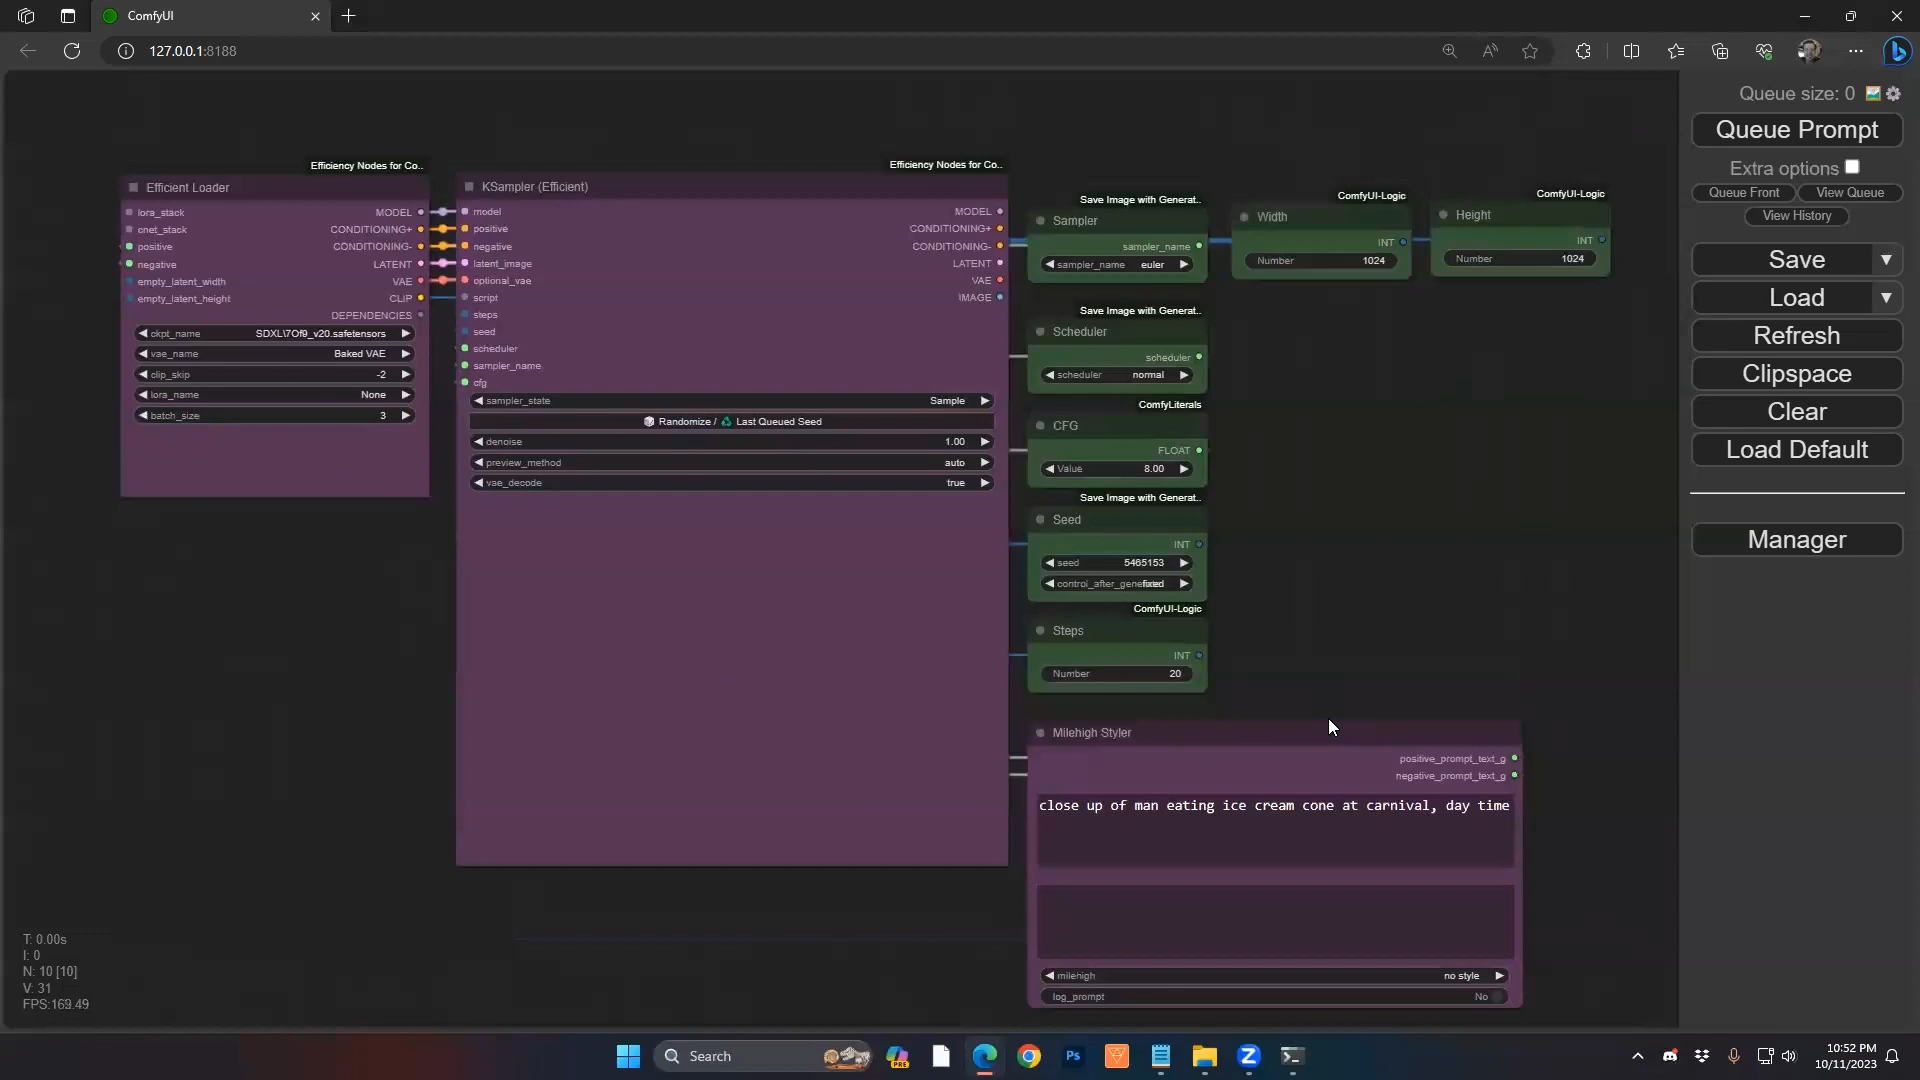 ComfyUI
127.0.0.1:8188
Queue size: 0
Queue Prompt
Extra options
Queue Front
View Queue
View History
Save
Load
Refresh
Clipspace
Clear
Load Default
Manager
Efficiency Nodes for Co..
Efficient Loader
lora_stack
MODEL
cnet_stack
CONDITIONING+
positive
CONDITIONING-
negative
LATENT
empty_latent_width
VAE
empty_latent_height
CLIP
DEPENDENCIES
ckpt_name SDXL\7Of9_v20.safetensors
vae_name Baked VAE
clip_skip -2
lora_name None
batch_size 3
Efficiency Nodes for Co..
KSampler (Efficient)
model
MODEL
positive
CONDITIONING+
negative
CONDITIONING-
latent_image
LATENT
optional_vae
VAE
script
IMAGE
steps
seed
scheduler
sampler_name
cfg
sampler_state Sample
Randomize / Last Queued Seed
denoise 1.00
preview_method auto
vae_decode true
Save Image with Generat..
Sampler
sampler_name
sampler_name euler
ComfyUI-Logic
Width
INT
Number 1024
ComfyUI-Logic
Height
INT
Number 1024
Save Image with Generat..
Scheduler
scheduler
scheduler normal
ComfyLiterals
CFG
FLOAT
Value 8.00
Save Image with Generat..
Seed
INT
seed 5465153
control_after_generate fixed
ComfyUI-Logic
Steps
INT
Number 20
Milehigh Styler
positive_prompt_text_g
negative_prompt_text_g
close up of man eating ice cream cone at carnival, day time
milehigh no style
log_prompt No
T: 0.00s
I: 0
N: 10 [10]
V: 31
FPS:169.49
Search
PRE
Ps
Z
10:52 PM
10/11/2023